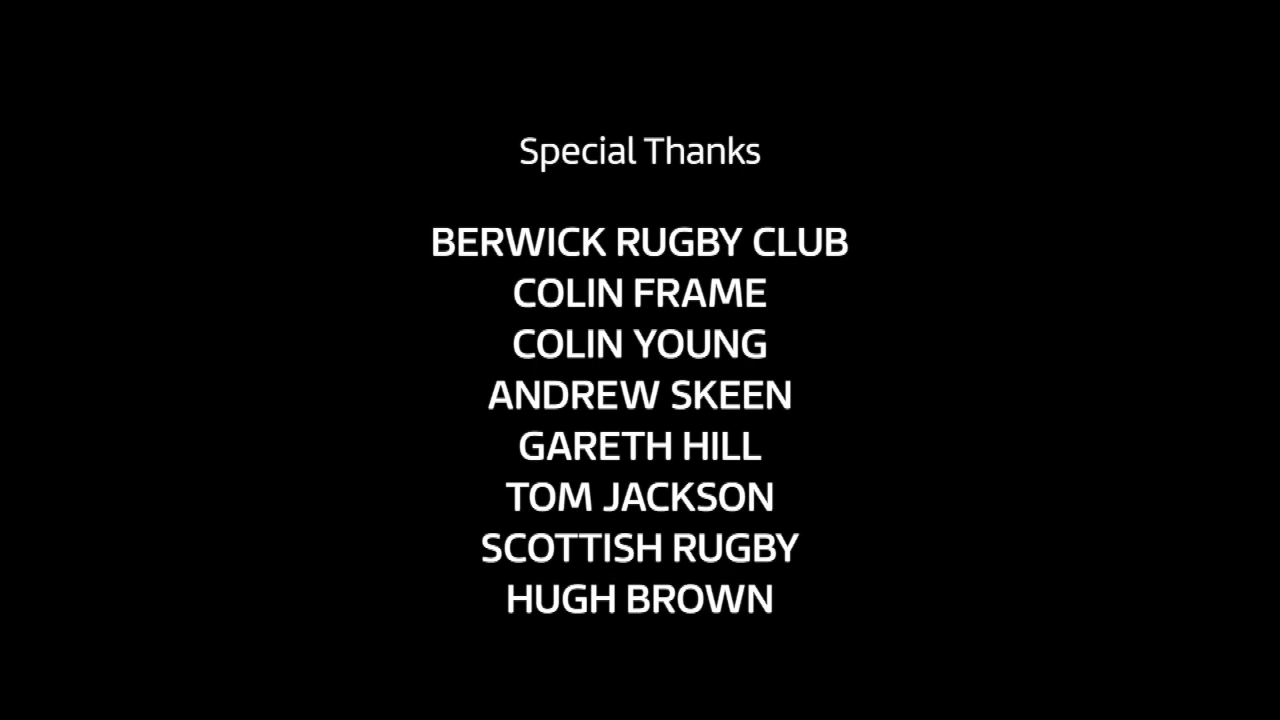 Special Thanks
BERWICK RUGBY CLUB
COLIN FRAME
COLIN YOUNG
ANDREW SKEEN
GARETH HILL
TOM JACKSON
SCOTTISH RUGBY
HUGH BROWN